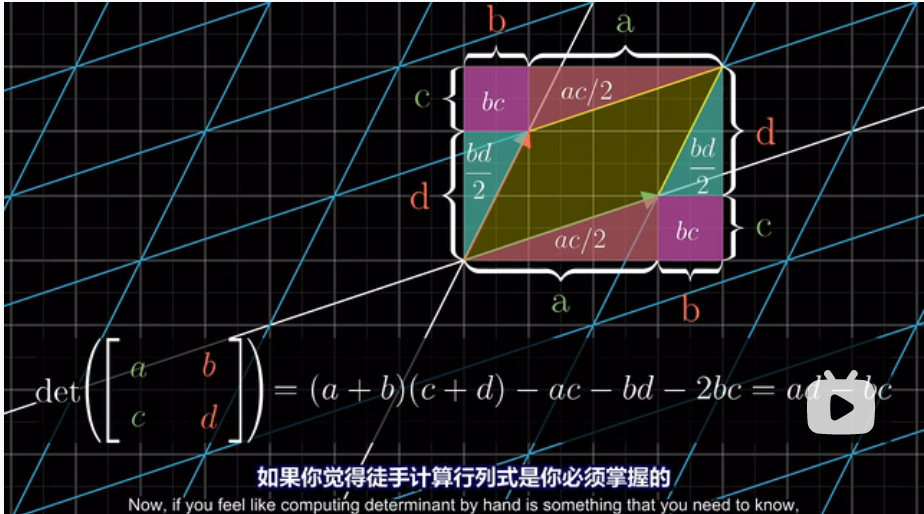 b a
c bc ac/2
d
bd/2 bd/2
d
ac/2 bc c
a b
det([a b
c d]) = (a + b)(c + d) − ac − bd − 2bc = ad − bc
如果你觉得徒手计算行列式是你必须掌握的
Now, if you feel like computing determinant by hand is something that you need to know,